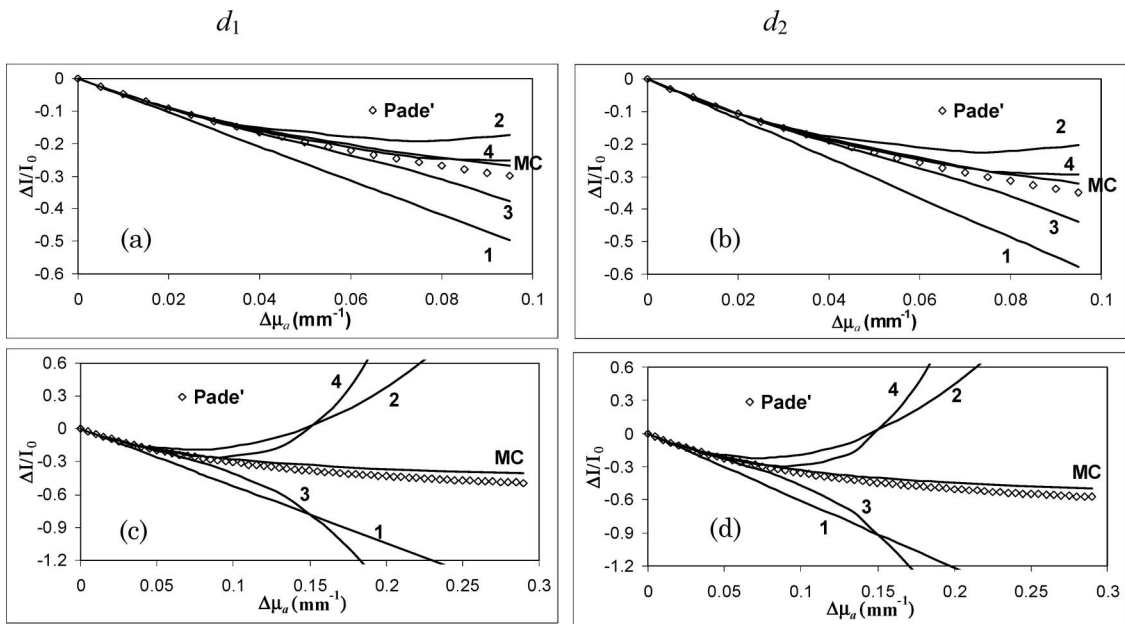 d1
d2
0
-0.1
-0.2
-0.3
-0.4
-0.5
-0.6
ΔI/I0
◇ Pade'
2
4
MC
3
1
(a)
0 0.02 0.04 0.06 0.08 0.1
Δμa (mm-1)
0
-0.1
-0.2
-0.3
-0.4
-0.5
-0.6
ΔI/I0
◇ Pade'
2
4
MC
3
1
(b)
0 0.02 0.04 0.06 0.08 0.1
Δμa (mm-1)
0.6
0.3
0
-0.3
-0.6
-0.9
-1.2
ΔI/I0
◇ Pade'
4
2
MC
3
1
(c)
0 0.05 0.1 0.15 0.2 0.25 0.3
Δμa (mm-1)
0.6
0.3
0
-0.3
-0.6
-0.9
-1.2
ΔI/I0
◇ Pade'
4
2
MC
3
1
(d)
0 0.05 0.1 0.15 0.2 0.25 0.3
Δμa (mm-1)